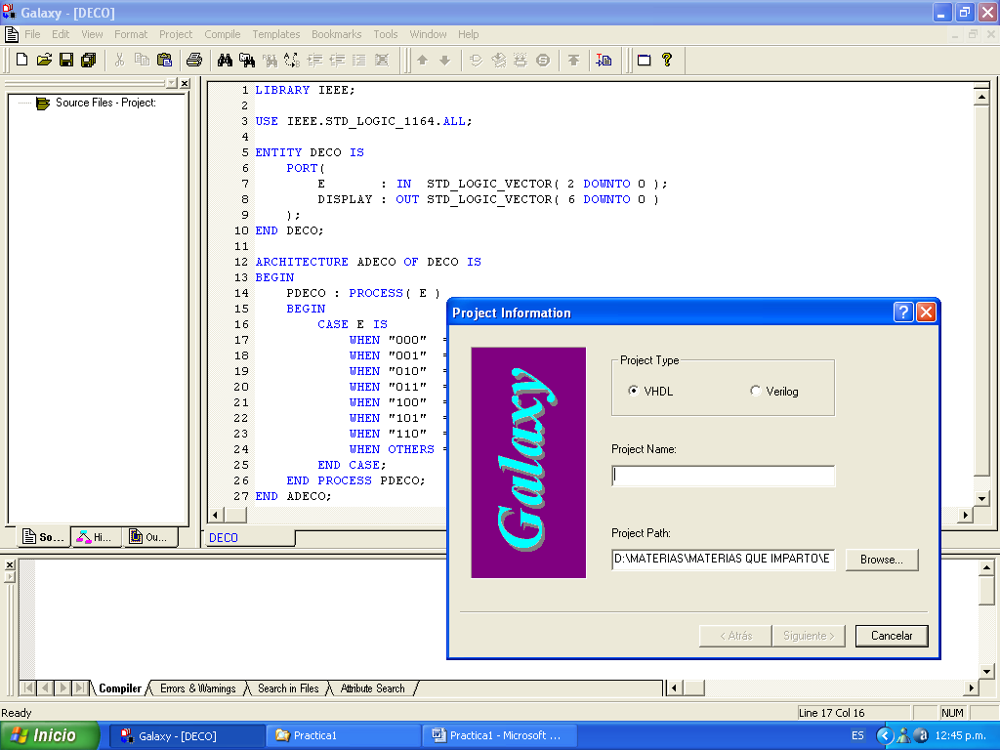 Galaxy - [DECO]
File Edit View Format Project Compile Templates Bookmarks Tools Window Help
Source Files - Project:
1 LIBRARY IEEE;
2
3 USE IEEE.STD_LOGIC_1164.ALL;
4
5 ENTITY DECO IS
6 PORT(
7 E : IN STD_LOGIC_VECTOR( 2 DOWNTO 0 );
8 DISPLAY : OUT STD_LOGIC_VECTOR( 6 DOWNTO 0 )
9 );
10 END DECO;
11
12 ARCHITECTURE ADECO OF DECO IS
13 BEGIN
14 PDECO : PROCESS( E )
15 BEGIN
16 CASE E IS
17 WHEN "000" =
18 WHEN "001" =
19 WHEN "010" =
20 WHEN "011" =
21 WHEN "100" =
22 WHEN "101" =
23 WHEN "110" =
24 WHEN OTHERS =
25 END CASE;
26 END PROCESS PDECO;
27 END ADECO;
So... Hi... Ou...
DECO
Project Information
Galaxy
Project Type
VHDL Verilog
Project Name:
Project Path:
D:\MATERIAS\MATERIAS QUE IMPARTO\E
Browse...
< Atrás Siguiente > Cancelar
Compiler Errors & Warnings Search in Files Attribute Search
Ready Line 17 Col 16 NUM
Inicio Galaxy - [DECO] Practica1 Practica1 - Microsoft ... ES 12:45 p.m.